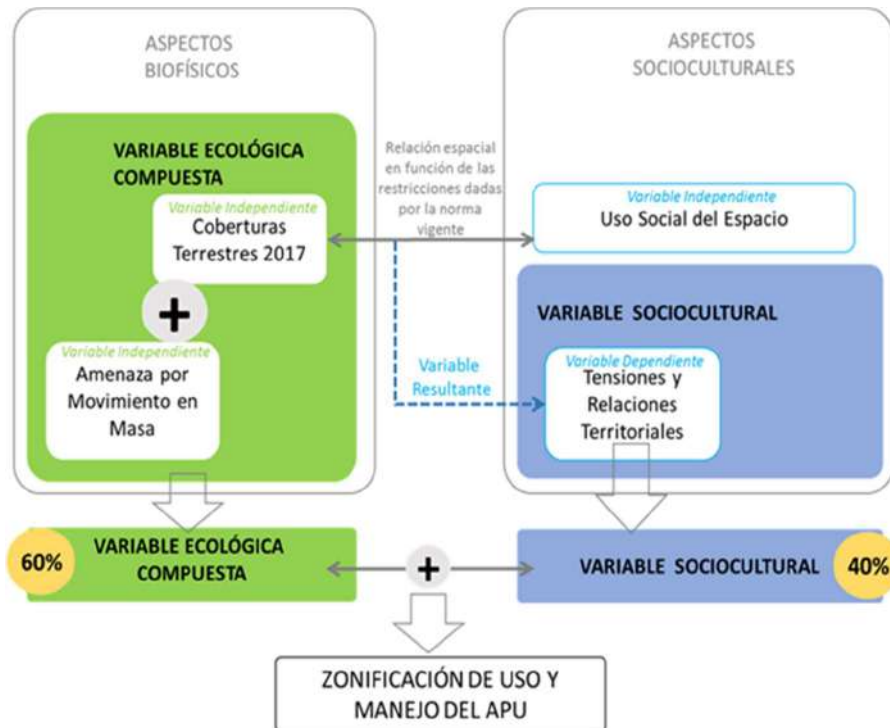 ASPECTOS
BIOFÍSICOS
VARIABLE ECOLÓGICA
COMPUESTA
Variable Independiente
Coberturas
Terrestres 2017
+
Variable Independiente
Amenaza por
Movimiento en
Masa
Relación espacial
en función de las
restricciones dadas
por la norma
vigente
Variable
Resultante
ASPECTOS
SOCIOCULTURALES
Variable Independiente
Uso Social del Espacio
VARIABLE SOCIOCULTURAL
Variable Dependiente
Tensiones y
Relaciones
Territoriales
60%
VARIABLE ECOLÓGICA
COMPUESTA
+
VARIABLE SOCIOCULTURAL
40%
ZONIFICACIÓN DE USO Y
MANEJO DEL APU